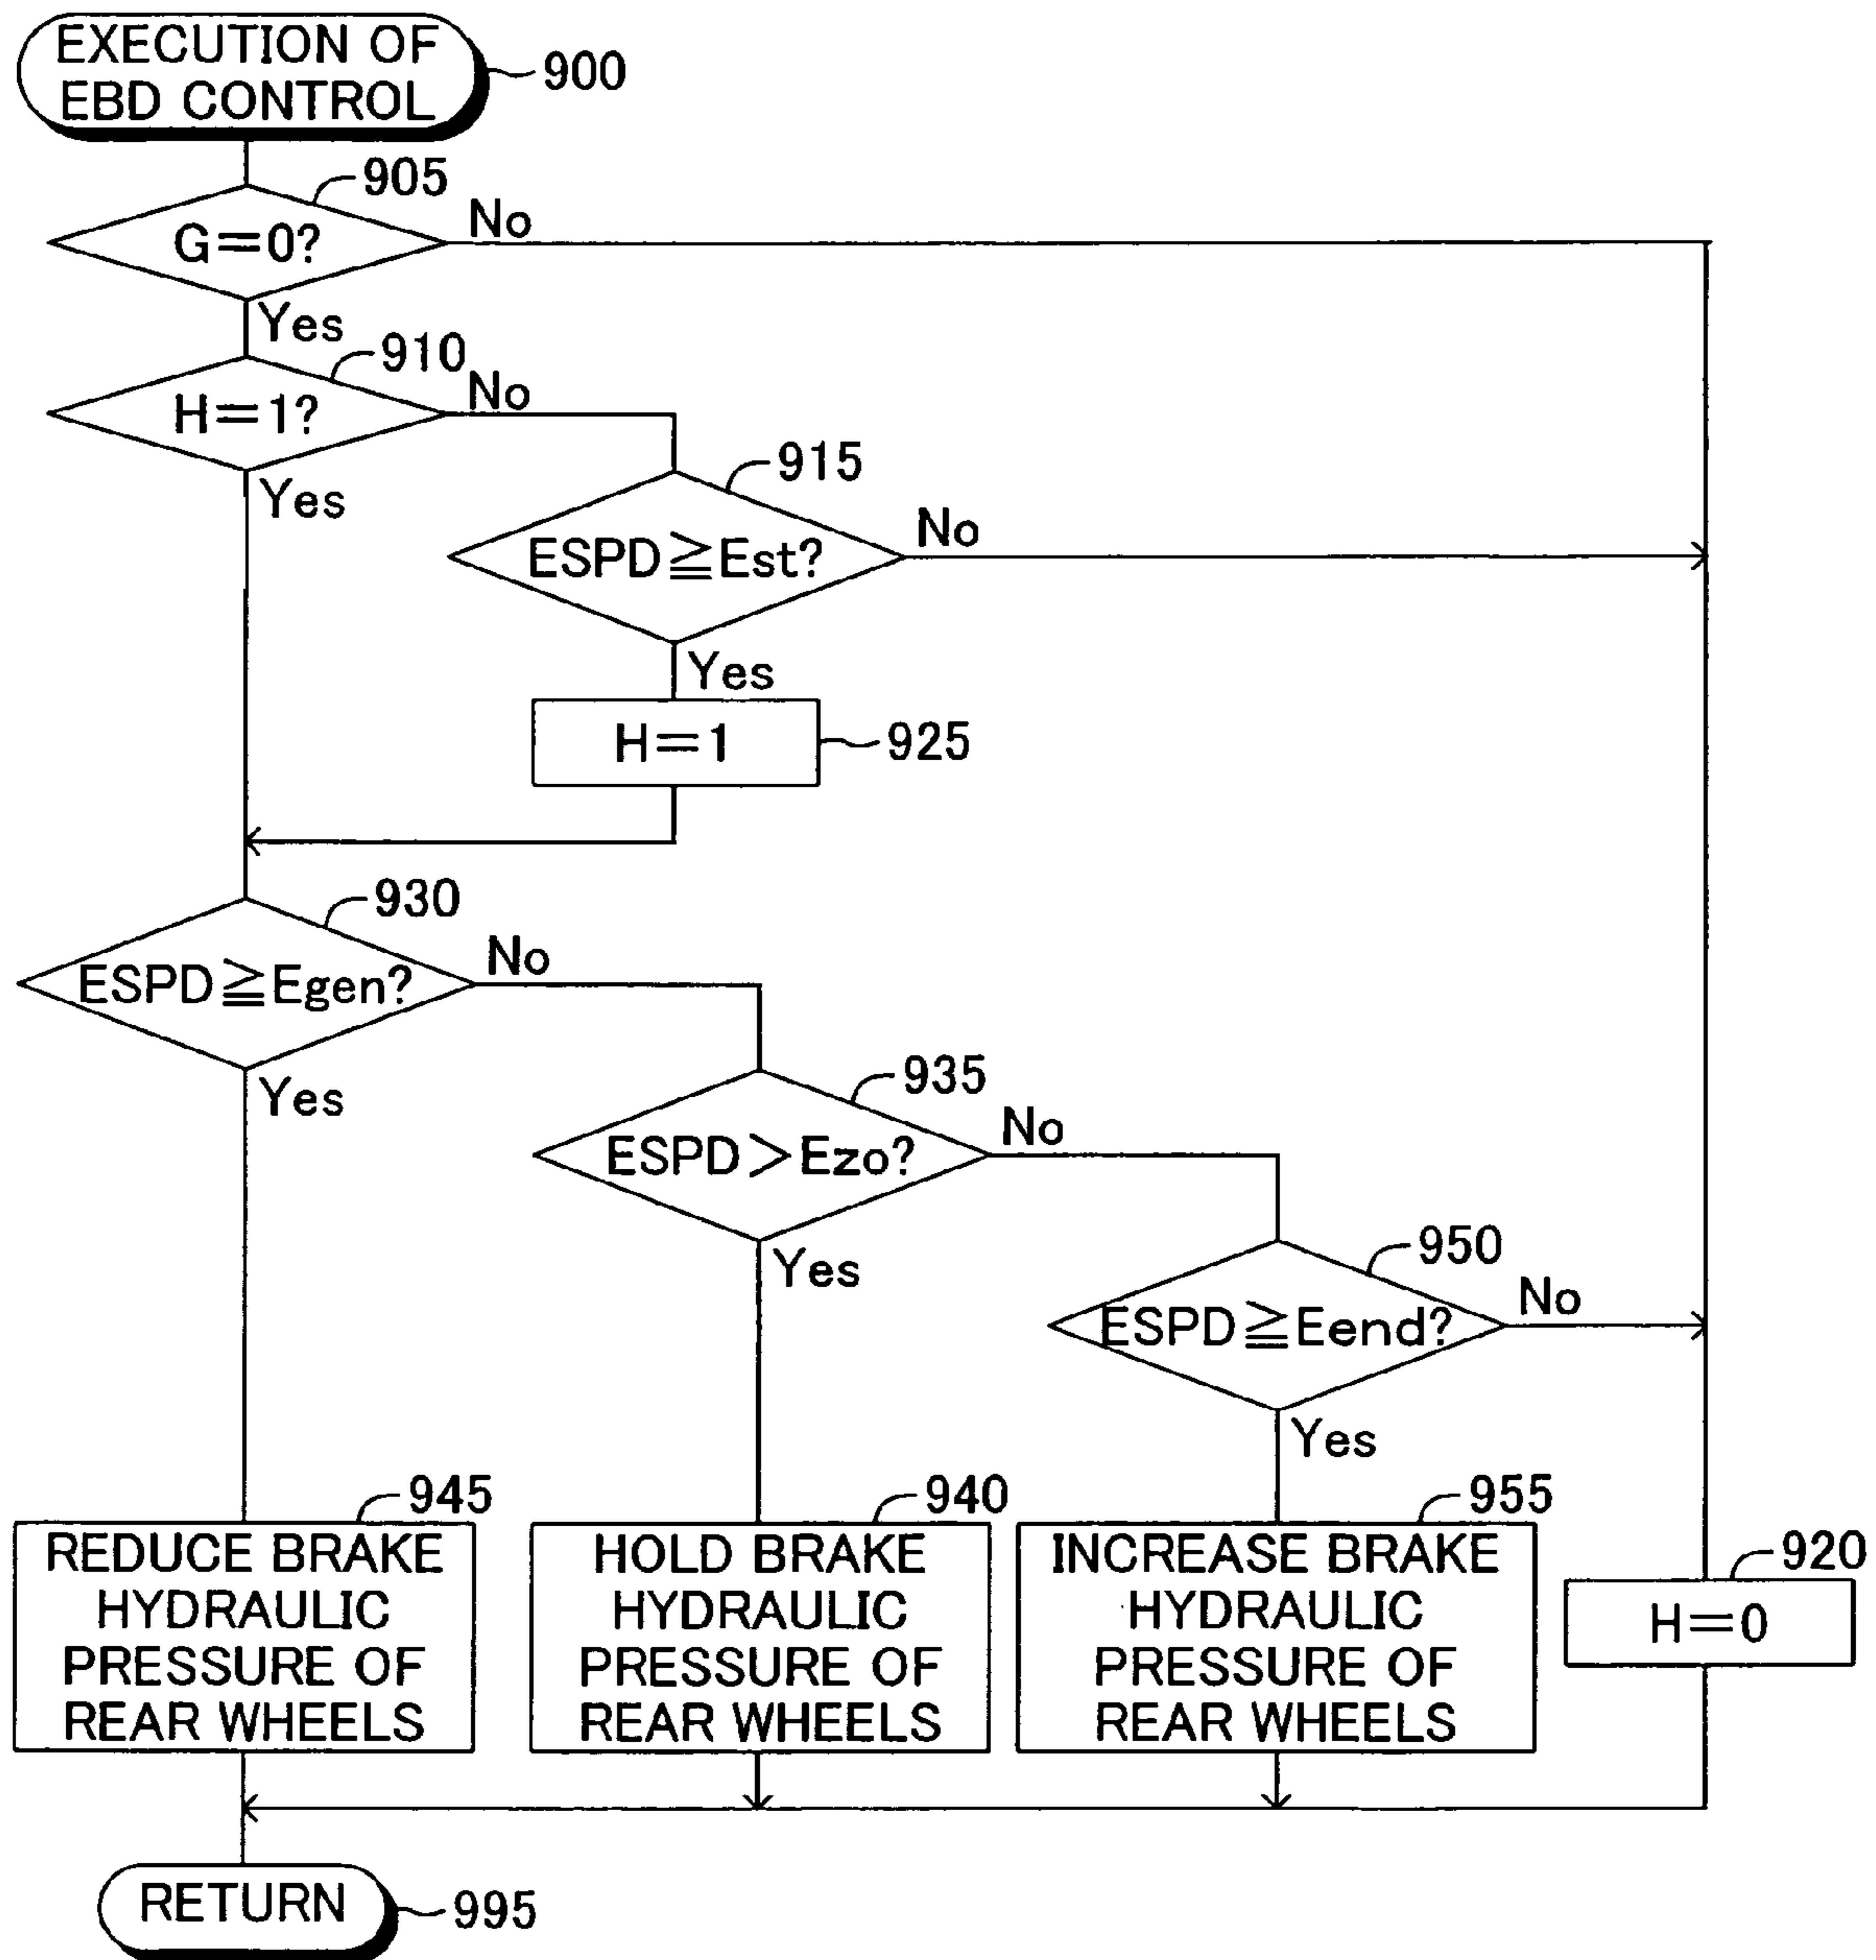 EXECUTION OF
EBD CONTROL
900
905
G=0?
No
Yes
910
H=1?
No
Yes
915
ESPD≧Est?
No
Yes
H=1
925
930
ESPD≧Egen?
No
Yes
935
ESPD>Ezo?
No
Yes
950
ESPD≧Eend?
No
Yes
945
REDUCE BRAKE
HYDRAULIC
PRESSURE OF
REAR WHEELS
940
HOLD BRAKE
HYDRAULIC
PRESSURE OF
REAR WHEELS
955
INCREASE BRAKE
HYDRAULIC
PRESSURE OF
REAR WHEELS
920
H=0
RETURN
995